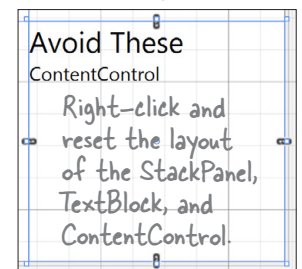 Avoid These
ContentControl
Right-click and
reset the layout
of the StackPanel,
TextBlock, and
ContentControl.